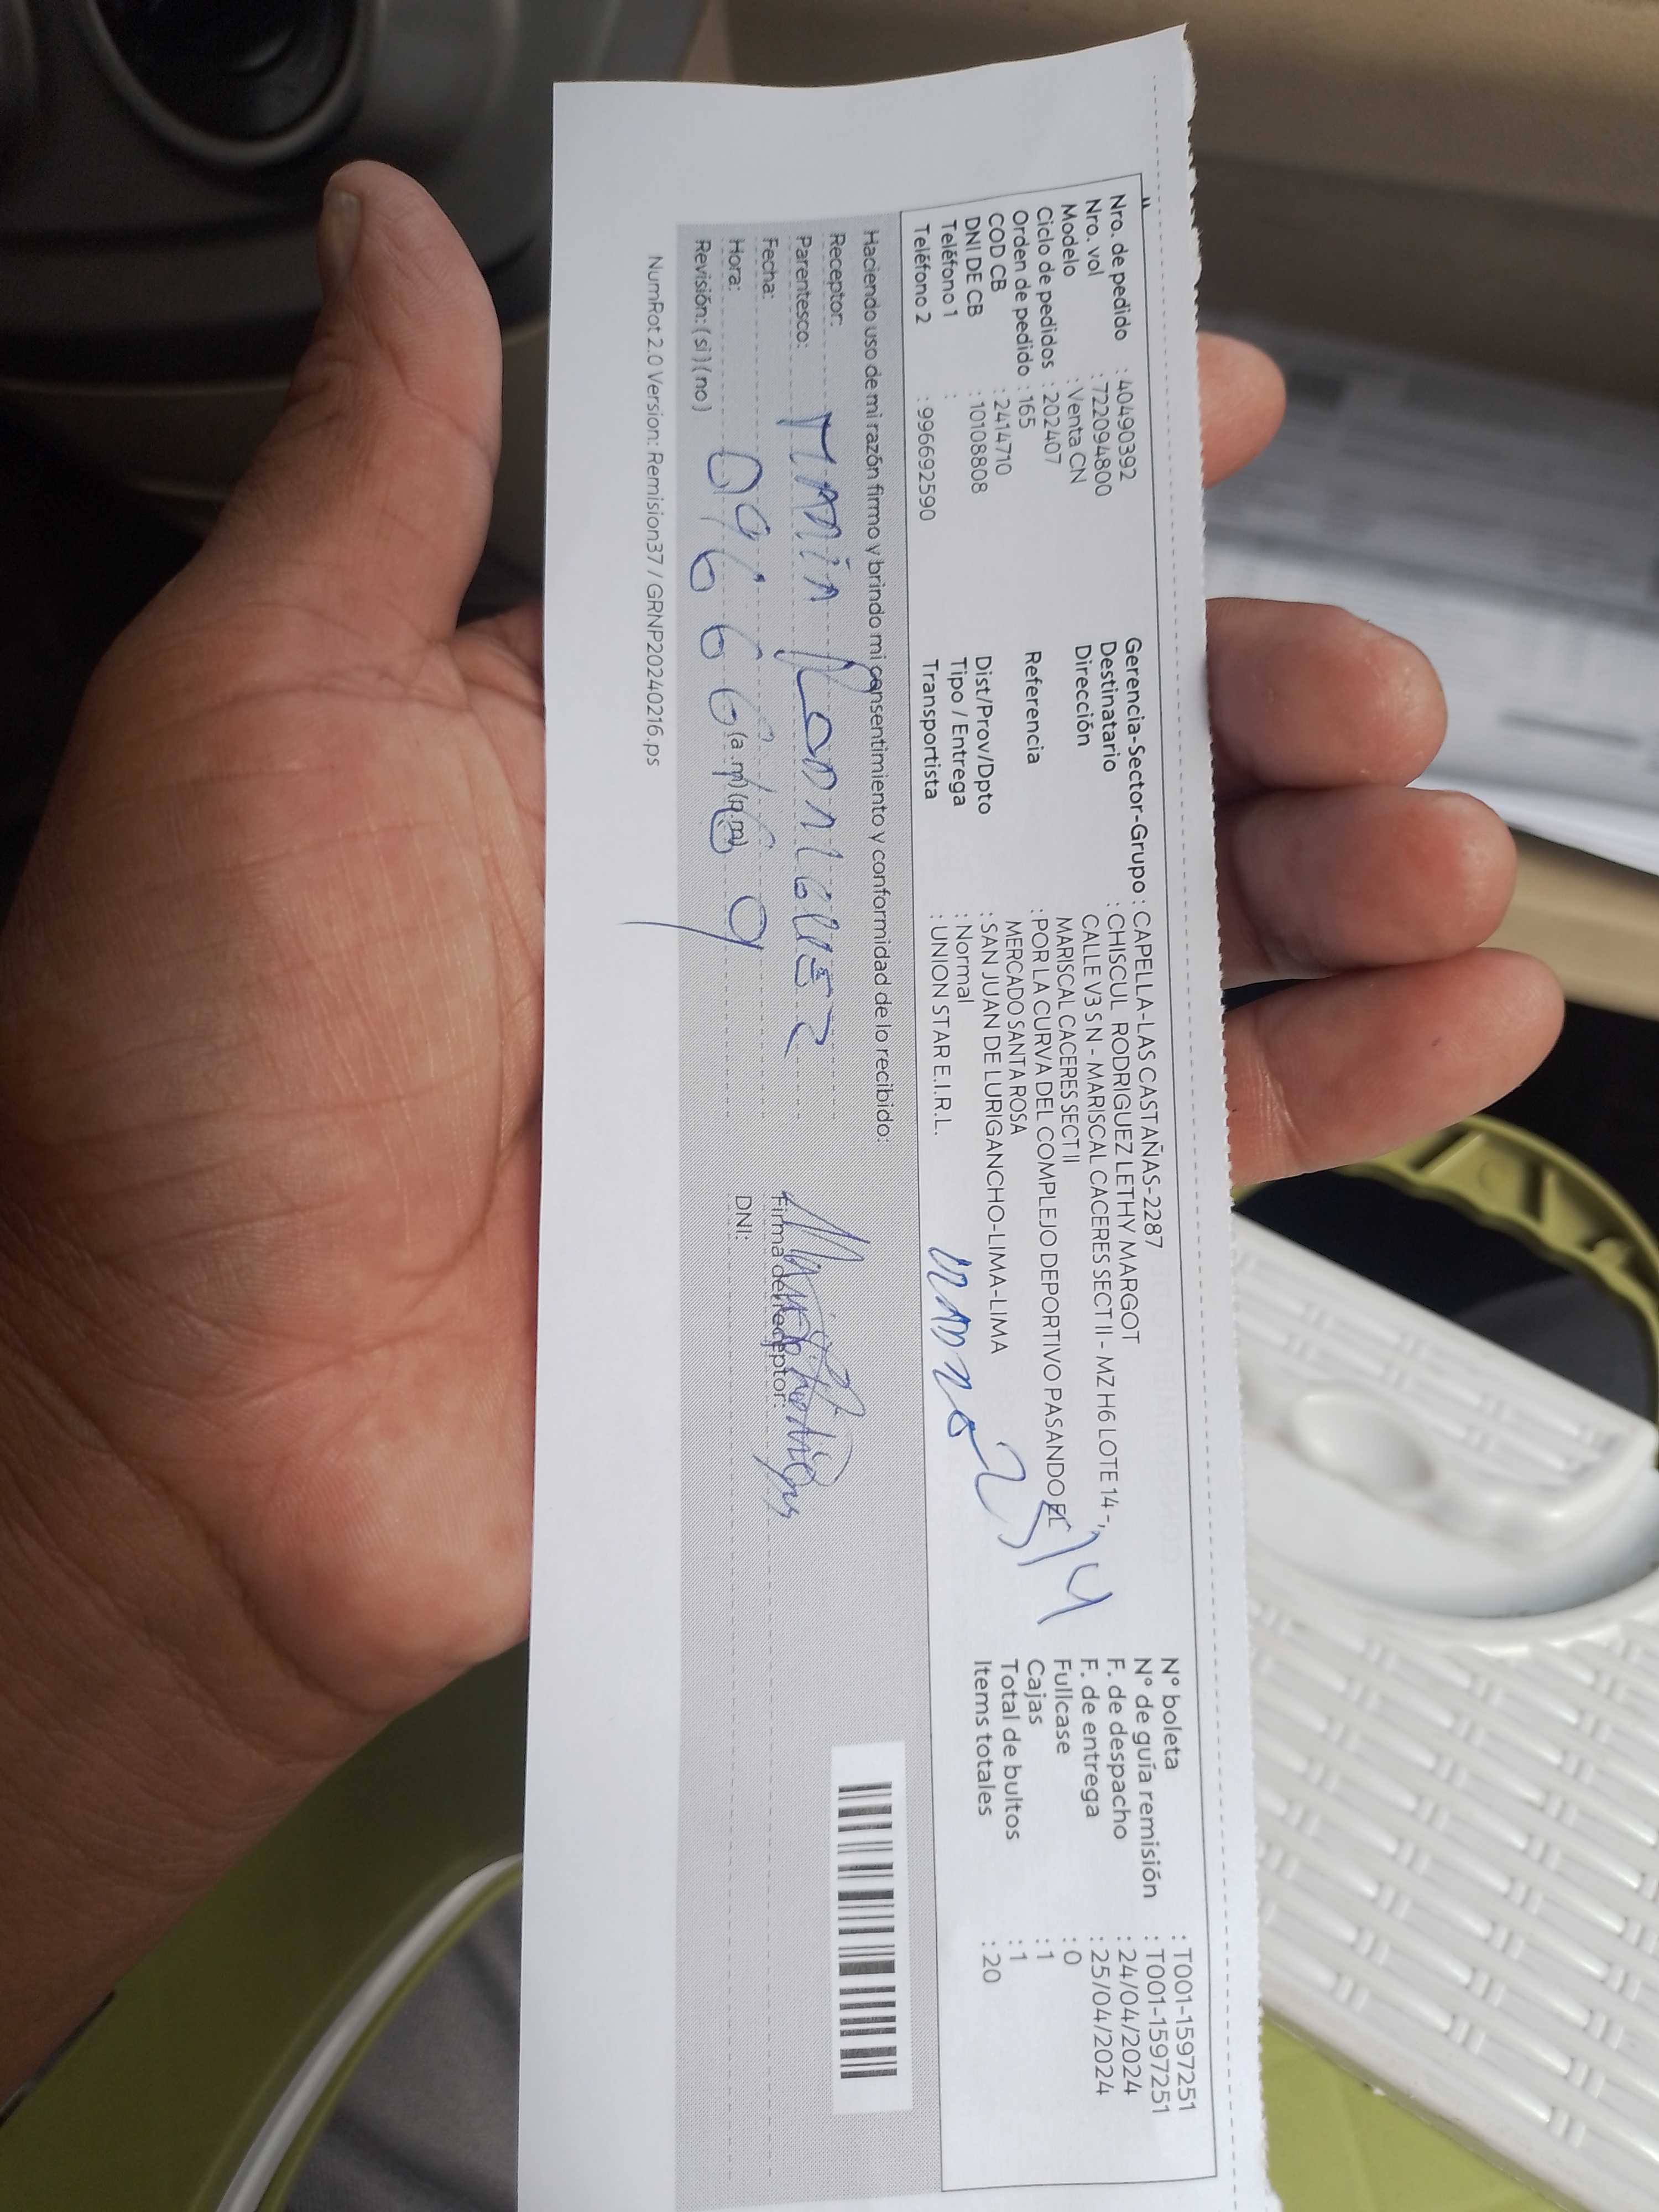 Nro. de pedido : 40490392
Nro. vol : 722094800
Modelo : Venta CN
Ciclo de pedidos : 202407
Orden de pedido : 165
COD CB : 2414710
DNI DE CB : 10108808
Teléfono 1 :
Teléfono 2 : 996692590
Gerencia-Sector-Grupo : CAPELLA-LAS CASTAÑAS-2287
Destinatario : CHISCUL RODRIGUEZ LETHY MARGOT
Dirección CALLE V3 S N - MARISCAL CACERES SECT II - MZ H6 LOTE 14 -,
MARISCAL CACERES SECT II
Referencia : POR LA CURVA DEL COMPLEJO DEPORTIVO PASANDO EL
MERCADO SANTA ROSA
Dist/Prov/Dpto : SAN JUAN DE LURIGANCHO-LIMA-LIMA
Tipo / Entrega : Normal
Transportista : UNION STAR E.I.R.L.
N° boleta : T001-1597251
N° de guía remisión : T001-1597251
F. de despacho : 24/04/2024
F. de entrega : 25/04/2024
Fullcase : 0
Cajas : 1
Total de bultos : 1
Items totales : 20
Haciendo uso de mi razón firmo y brindo mi consentimiento y conformidad de lo recibido:
Receptor:
Parentesco:
Fecha:
Hora: (a.m) (p.m)
Revisión: ( si ) ( no )
Firma del receptor:
DNI:
NumRot 2.0 Version: Remision37 / GRNP20240216.ps